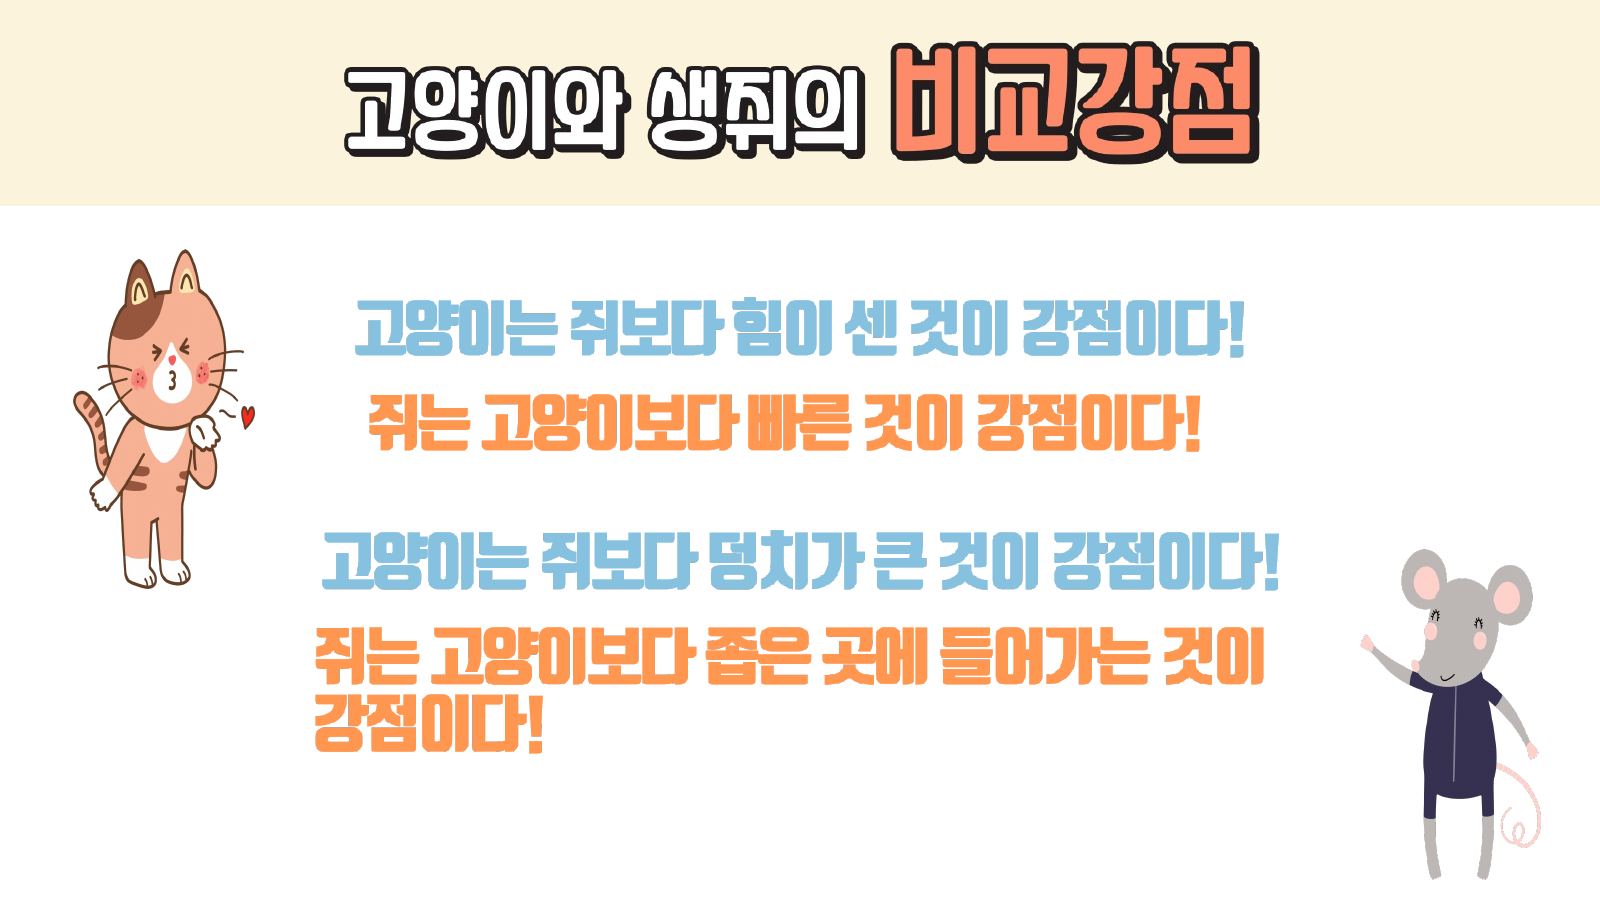 고양이와 생쥐의 비교강점
고양이는 쥐보다 힘이 센 것이 강점이다!
쥐는 고양이보다 빠른 것이 강점이다!
고양이는 쥐보다 덩치가 큰 것이 강점이다!
쥐는 고양이보다 좁은 곳에 들어가는 것이
강점이다!